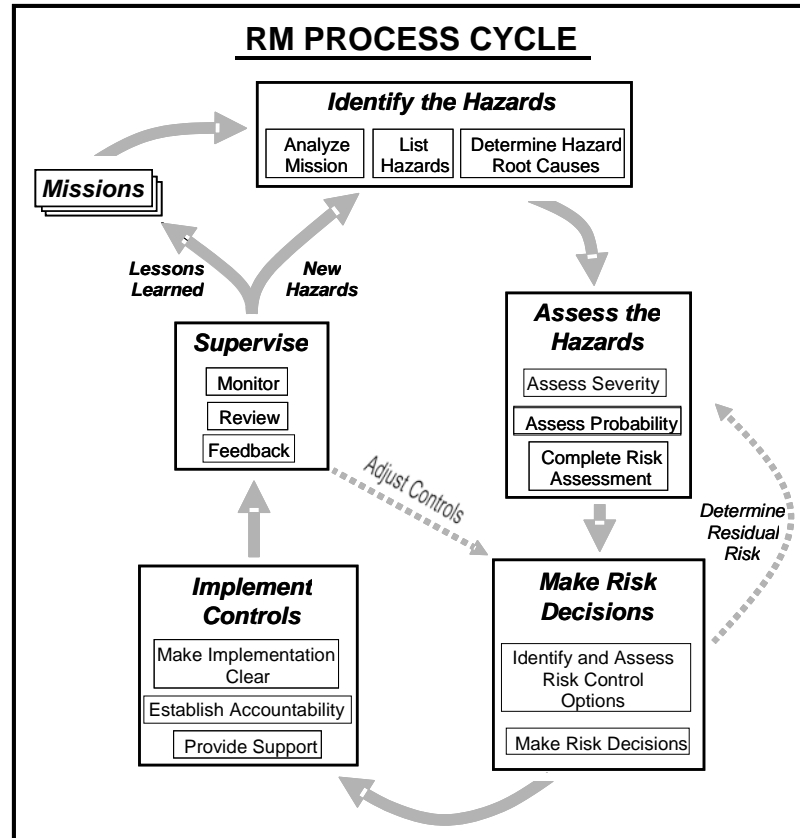 RM PROCESS CYCLE
Identify the Hazards
Analyze
Mission
List
Hazards
Determine Hazard
Root Causes
Missions
Lessons
Learned
New
Hazards
Assess the
Hazards
Assess Severity
Assess Probability
Complete Risk
Assessment
Supervise
Monitor
Review
Feedback
Adjust Controls
Determine
Residual
Risk
Make Risk
Decisions
Identify and Assess
Risk Control
Options
Make Risk Decisions
Implement
Controls
Make Implementation
Clear
Establish Accountability
Provide Support